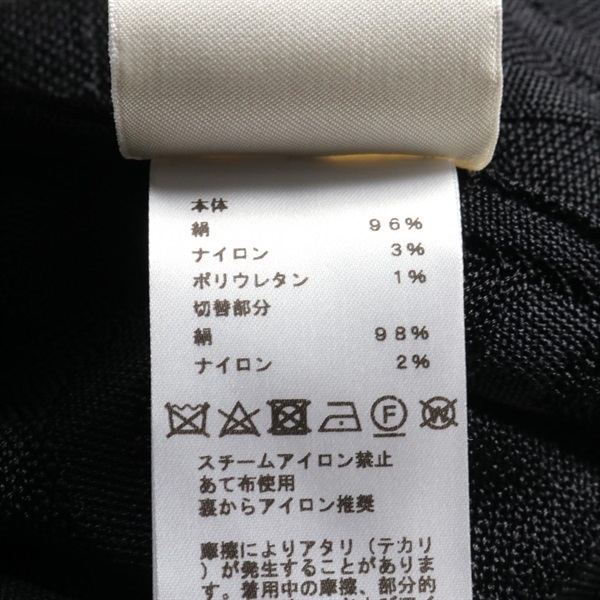 本体
絹 96%
ナイロン 3%
ポリウレタン 1%
切替部分
絹 98%
ナイロン 2%
F W
スチームアイロン禁止
あて布使用
裏からアイロン推奨
摩擦によりアタリ(テカリ
)が発生することがありま
す。着用中の摩擦、部分的